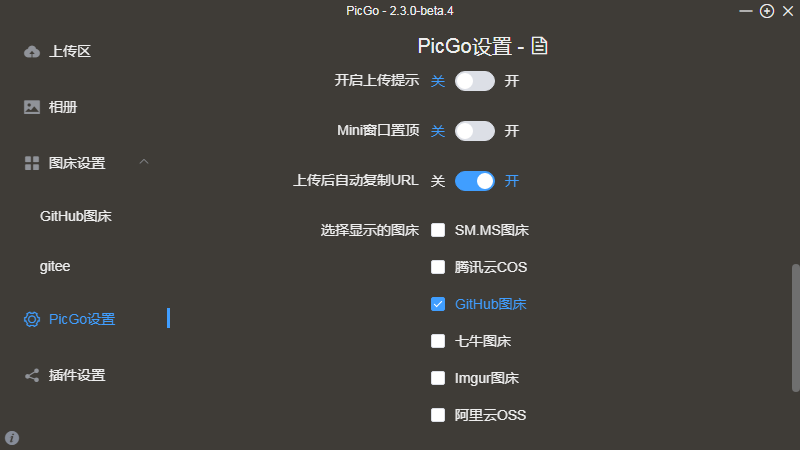 PicGo - 2.3.0-beta.4
上传区
相册
图床设置
GitHub图床
gitee
PicGo设置
插件设置
PicGo设置 -
开启上传提示 关 开
Mini窗口置顶 关 开
上传后自动复制URL 关 开
选择显示的图床 SM.MS图床
腾讯云COS
GitHub图床
七牛图床
Imgur图床
阿里云OSS